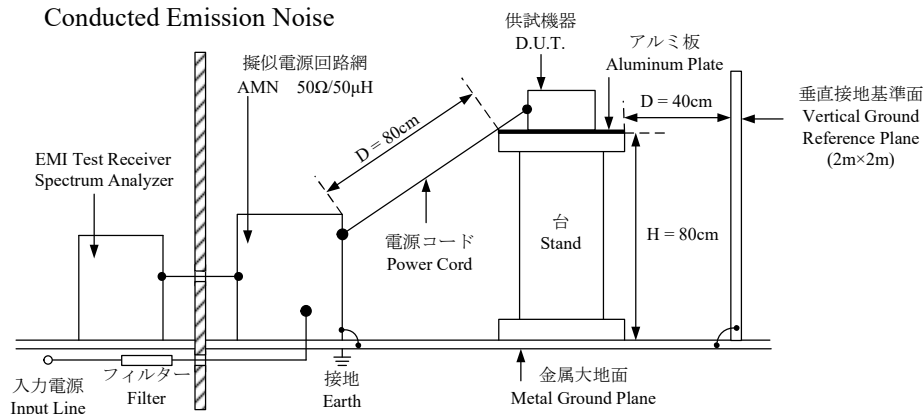 Conducted Emission Noise
供試機器
D.U.T.
アルミ板
Aluminum Plate
擬似電源回路網
AMN 50Ω/50μH
D = 80cm
D = 40cm
垂直接地基準面
Vertical Ground
Reference Plane
(2m×2m)
EMI Test Receiver
Spectrum Analyzer
電源コード
Power Cord
台
Stand
H = 80cm
入力電源
Input Line
フィルター
Filter
接地
Earth
金属大地面
Metal Ground Plane